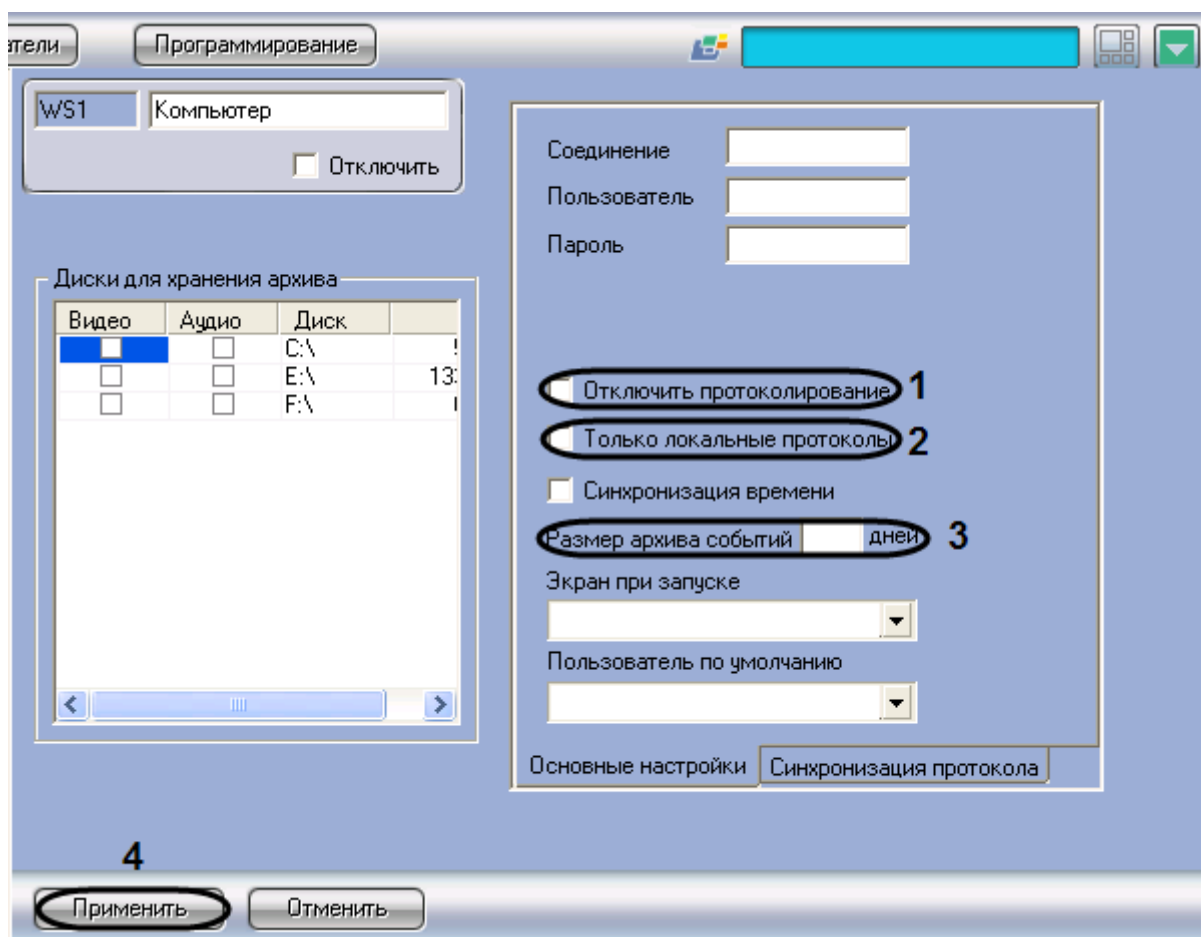 атели Программирование
WS1 Компьютер
Отключить
Диски для хранения архива
Видео Аудио Диск
C:\
E:\ 13
F:\
Соединение
Пользователь
Пароль
Отключить протоколирование 1
Только локальные протоколы 2
Синхронизация времени
Размер архива событий дней 3
Экран при запуске
Пользователь по умолчанию
Основные настройки Синхронизация протокола
4
Применить Отменить